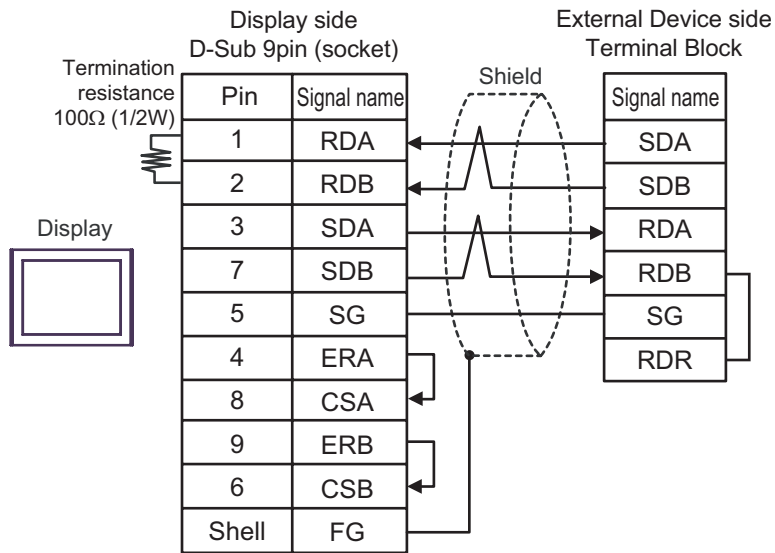 Display side
D-Sub 9pin (socket)
External Device side
Terminal Block
Termination
resistance
100Ω (1/2W)
Shield
Display
Pin Signal name
1 RDA
2 RDB
3 SDA
7 SDB
5 SG
4 ERA
8 CSA
9 ERB
6 CSB
Shell FG
Signal name
SDA
SDB
RDA
RDB
SG
RDR